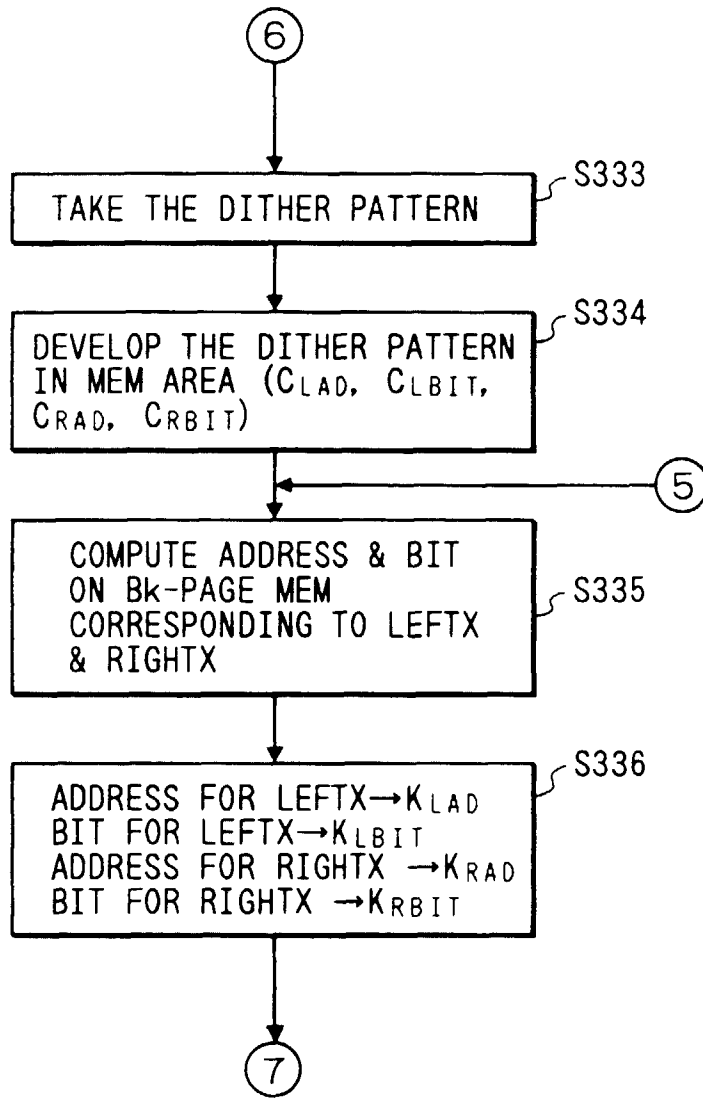 6
S333
TAKE THE DITHER PATTERN
S334
DEVELOP THE DITHER PATTERN
IN MEM AREA (CLAD, CLBIT,
CRAD, CRBIT)
5
COMPUTE ADDRESS & BIT
ON Bk-PAGE MEM
CORRESPONDING TO LEFTX
& RIGHTX
S335
S336
ADDRESS FOR LEFTX→KLAD
BIT FOR LEFTX→KLBIT
ADDRESS FOR RIGHTX →KRAD
BIT FOR RIGHTX →KRBIT
7